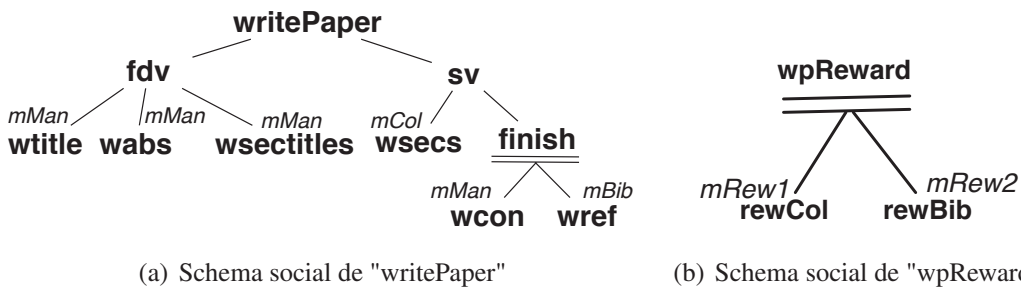 writePaper
fdv sv
mMan mMan mMan mCol
wtitle wabs wsectitles wsecs finish
mMan mBib
wcon wref
(a) Schema social de "writePaper"
wpReward
mRew1 mRew2
rewCol rewBib
(b) Schema social de "wpReward